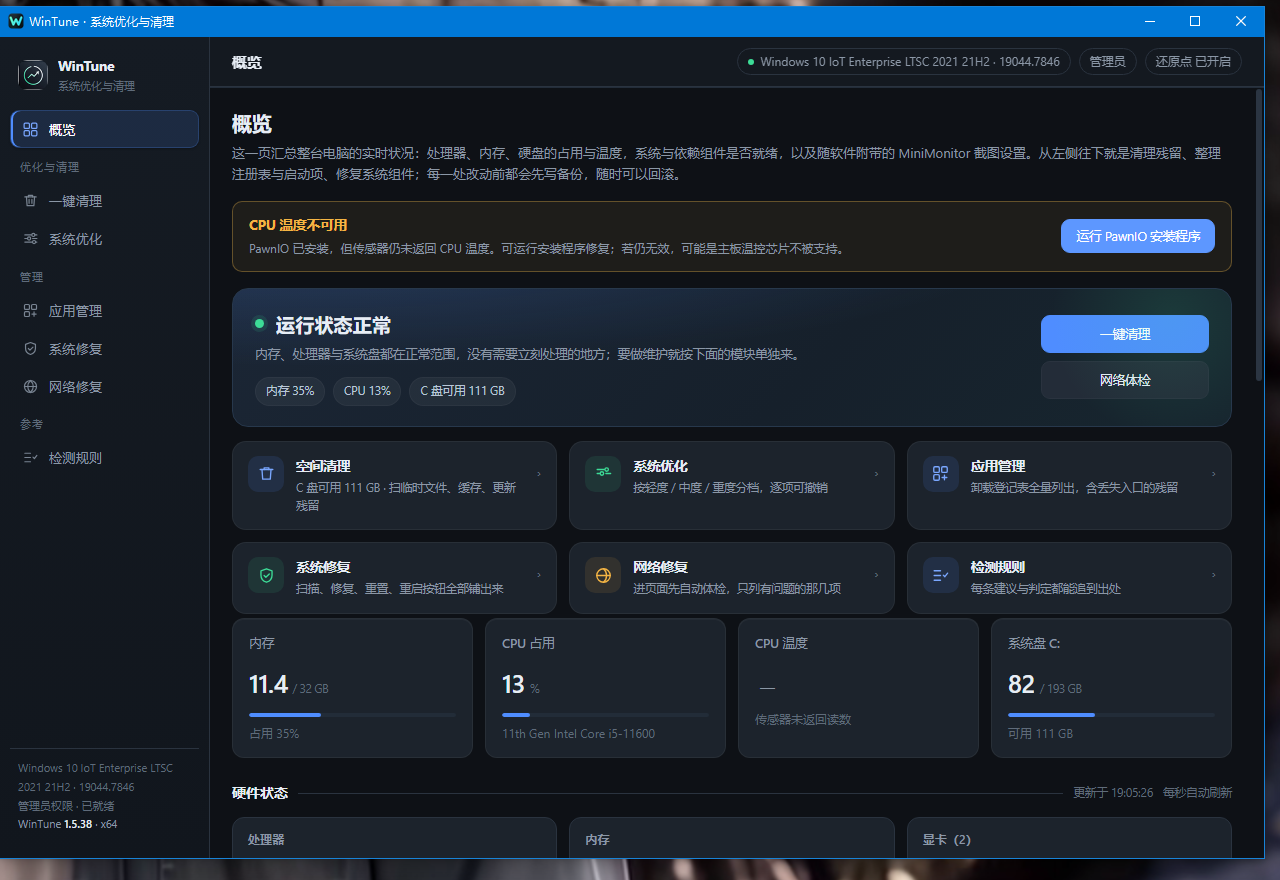 WinTune · 系统优化与清理
WinTune
系统优化与清理
概览
Windows 10 IoT Enterprise LTSC 2021 21H2 · 19044.7846
管理员
还原点 已开启
概览
优化与清理
一键清理
系统优化
管理
应用管理
系统修复
网络修复
参考
检测规则
Windows 10 IoT Enterprise LTSC
2021 21H2 · 19044.7846
管理员权限 · 已就绪
WinTune 1.5.38 · x64
概览
这一页汇总整台电脑的实时状况：处理器、内存、硬盘的占用与温度，系统与依赖组件是否就绪，以及随软件附带的 MiniMonitor 截图设置。从左侧往下就是清理残留、整理
注册表与启动项、修复系统组件；每一处改动前都会先写备份，随时可以回滚。
CPU 温度不可用
PawnIO 已安装，但传感器仍未返回 CPU 温度。可运行安装程序修复；若仍无效，可能是主板温控芯片不被支持。
运行 PawnIO 安装程序
运行状态正常
内存、处理器与系统盘都在正常范围，没有需要立刻处理的地方；要做维护就按下面的模块单独来。
内存 35%
CPU 13%
C 盘可用 111 GB
一键清理
网络体检
空间清理
C 盘可用 111 GB · 扫临时文件、缓存、更新
残留
系统优化
按轻度 / 中度 / 重度分档，逐项可撤销
应用管理
卸载登记表全量列出，含丢失入口的残留
系统修复
扫描、修复、重置、重启按钮全部铺出来
网络修复
进页面先自动体检，只列有问题的那几项
检测规则
每条建议与判定都能追到出处
内存
11.4 / 32 GB
占用 35%
CPU 占用
13 %
11th Gen Intel Core i5-11600
CPU 温度
—
传感器未返回读数
系统盘 C:
82 / 193 GB
可用 111 GB
硬件状态
更新于 19:05:26 每秒自动刷新
处理器
内存
显卡（2）